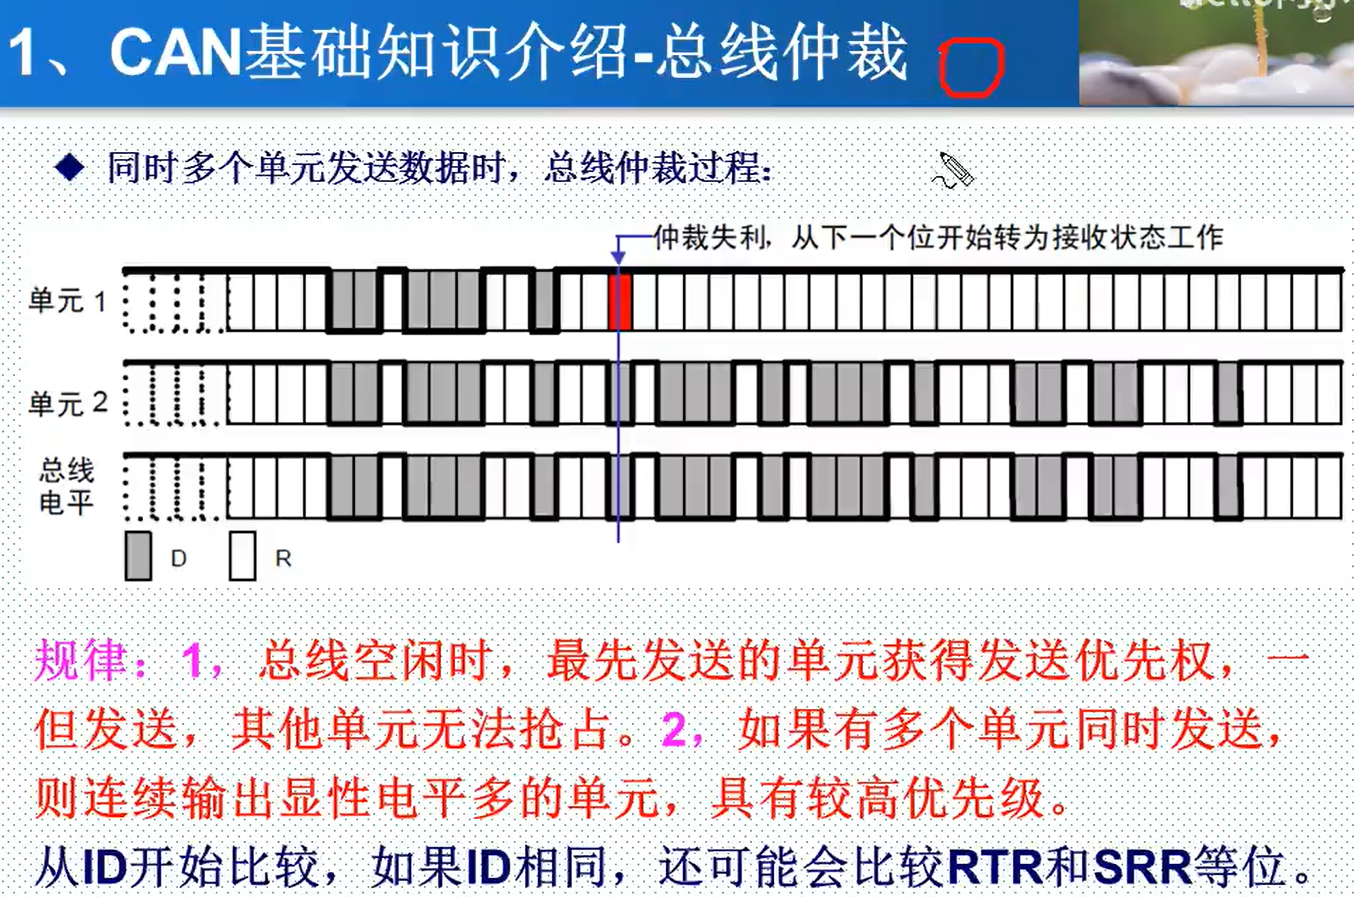 1、CAN基础知识介绍-总线仲裁
同时多个单元发送数据时，总线仲裁过程：
仲裁失利，从下一个位开始转为接收状态工作
单元 1
单元 2
总线
电平
D R
规律：1，总线空闲时，最先发送的单元获得发送优先权，一
但发送，其他单元无法抢占。2，如果有多个单元同时发送，
则连续输出显性电平多的单元，具有较高优先级。
从ID开始比较，如果ID相同，还可能会比较RTR和SRR等位。